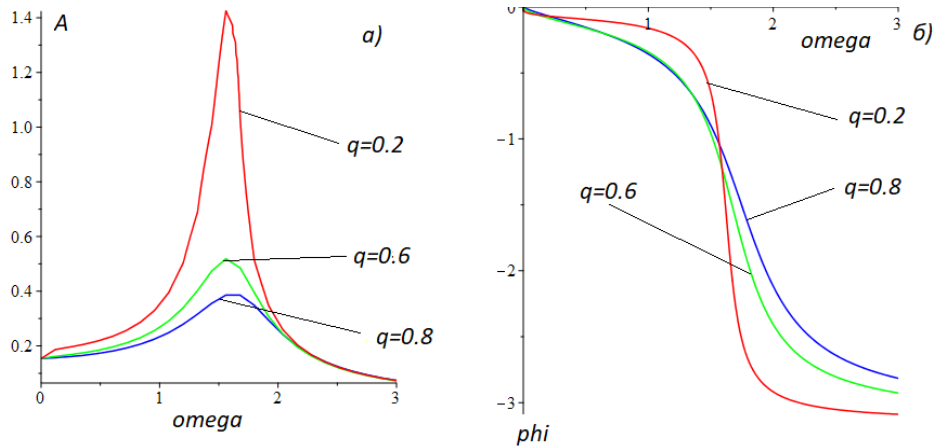 A
а)
1.4
1.2
1.0
0.8
0.6
0.4
0.2
0
1
2
3
omega
q=0.2
q=0.6
q=0.8
0
1
2
3
omega
б)
-1
-2
-3
phi
q=0.2
q=0.8
q=0.6